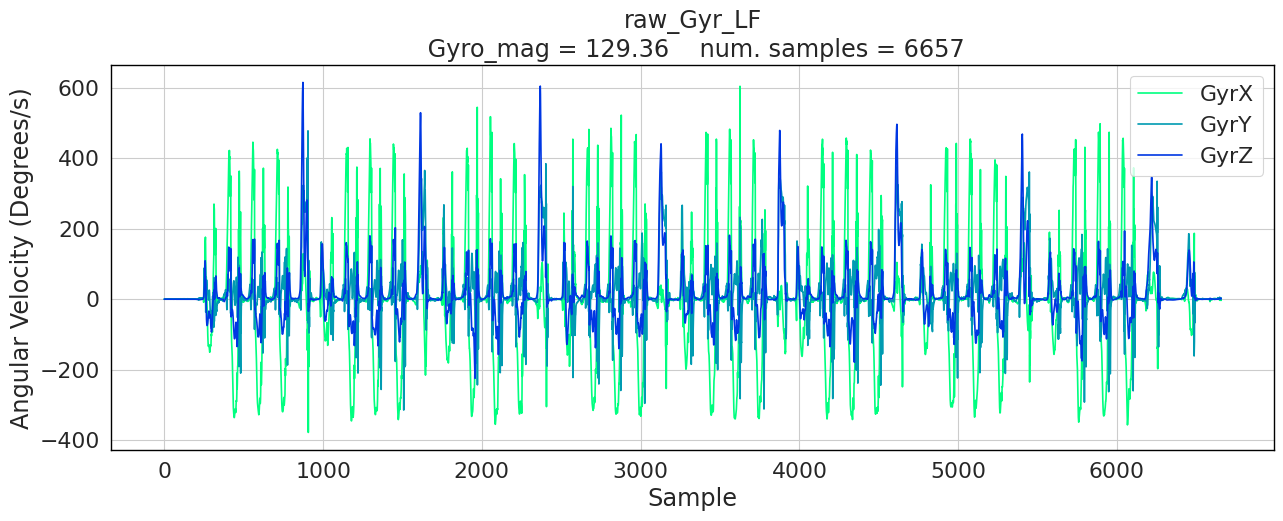 raw_Gyr_LF
Gyro_mag = 129.36    num. samples = 6657
Angular Velocity (Degrees/s)
600
400
200
0
−200
−400
GyrX
GyrY
GyrZ
0 1000 2000 3000 4000 5000 6000
Sample